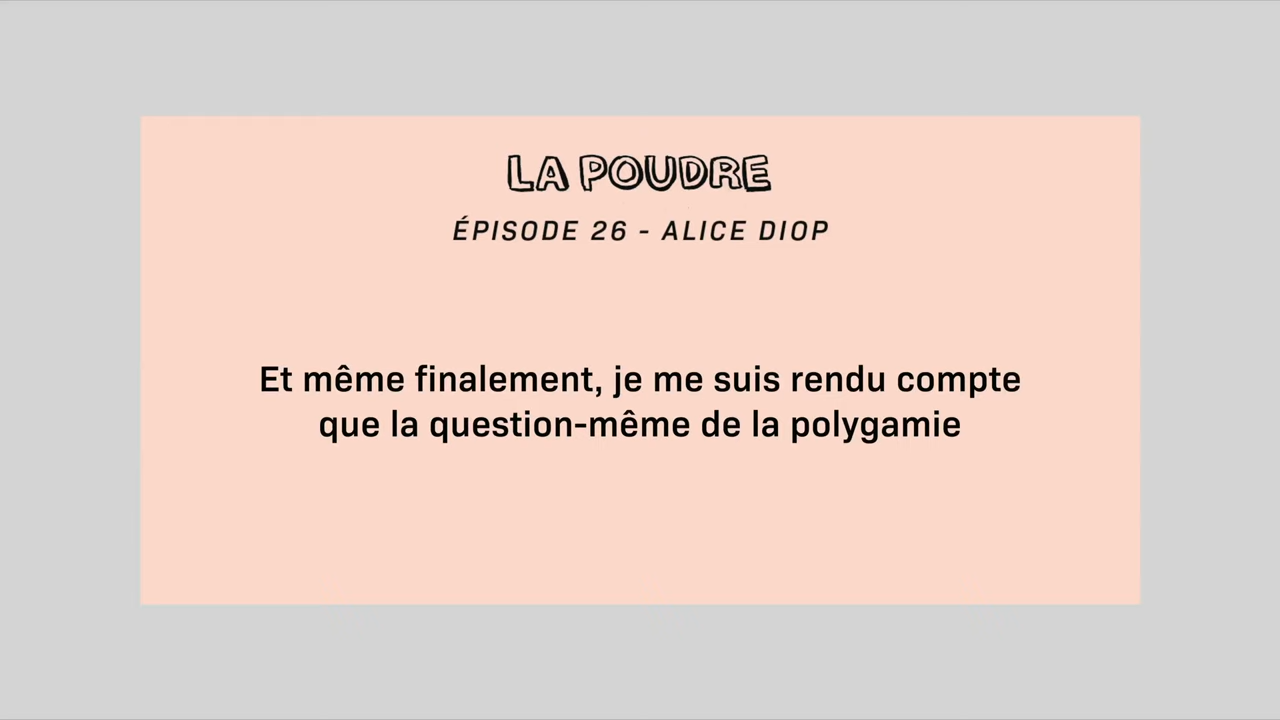 LA POUDRE
ÉPISODE 26 - ALICE DIOP
Et même finalement, je me suis rendu compte
que la question-même de la polygamie